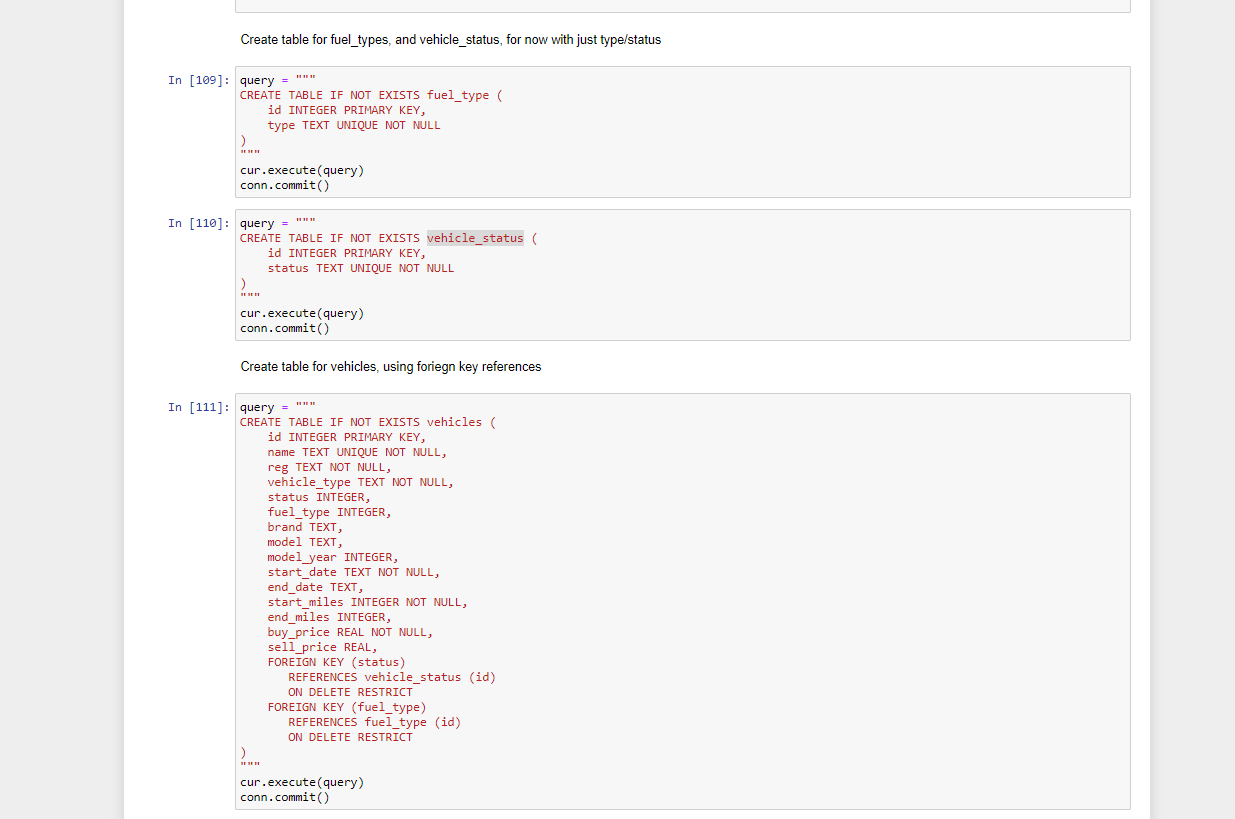 Create table for fuel_types, and vehicle_status, for now with just type/status
In [109]: query = """
CREATE TABLE IF NOT EXISTS fuel_type (
    id INTEGER PRIMARY KEY,
    type TEXT UNIQUE NOT NULL
)
"""
cur.execute(query)
conn.commit()
In [110]: query = """
CREATE TABLE IF NOT EXISTS vehicle_status (
    id INTEGER PRIMARY KEY,
    status TEXT UNIQUE NOT NULL
)
"""
cur.execute(query)
conn.commit()
Create table for vehicles, using foriegn key references
In [111]: query = """
CREATE TABLE IF NOT EXISTS vehicles (
    id INTEGER PRIMARY KEY,
    name TEXT UNIQUE NOT NULL,
    reg TEXT NOT NULL,
    vehicle_type TEXT NOT NULL,
    status INTEGER,
    fuel_type INTEGER,
    brand TEXT,
    model TEXT,
    model_year INTEGER,
    start_date TEXT NOT NULL,
    end_date TEXT,
    start_miles INTEGER NOT NULL,
    end_miles INTEGER,
    buy_price REAL NOT NULL,
    sell_price REAL,
    FOREIGN KEY (status)
       REFERENCES vehicle_status (id)
       ON DELETE RESTRICT
    FOREIGN KEY (fuel_type)
       REFERENCES fuel_type (id)
       ON DELETE RESTRICT
)
"""
cur.execute(query)
conn.commit()